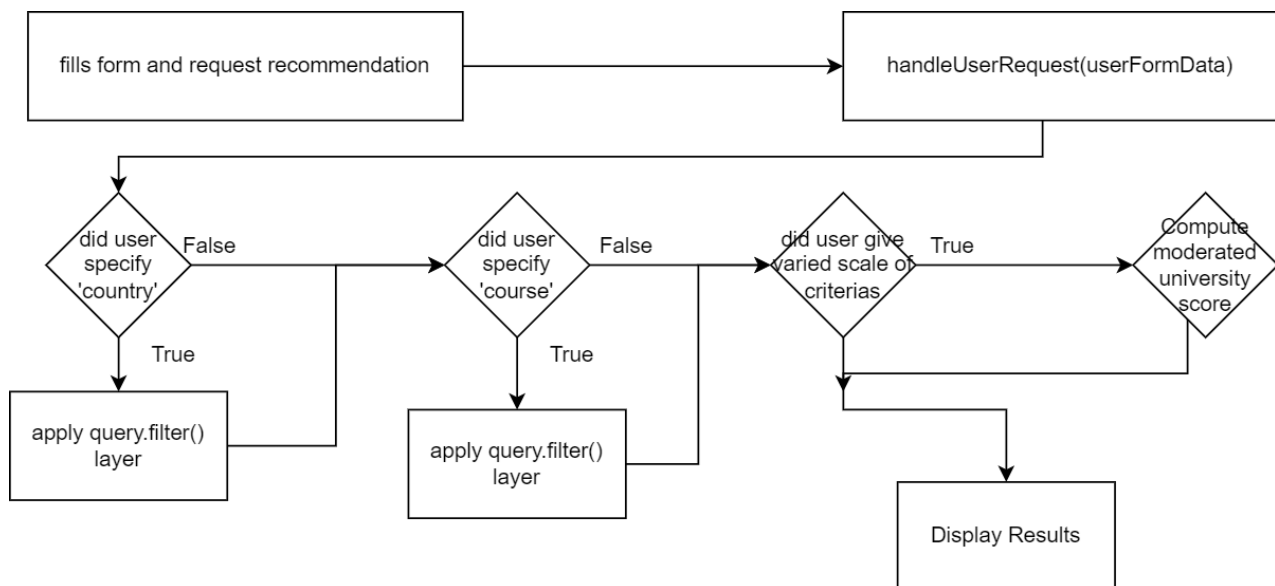 fills form and request recommendation
handleUserRequest(userFormData)
did user
specify
'country'
False
did user
specify
'course'
False
did user give
varied scale of
criterias
True
Compute
moderated
university
score
True
True
apply query.filter()
layer
apply query.filter()
layer
Display Results